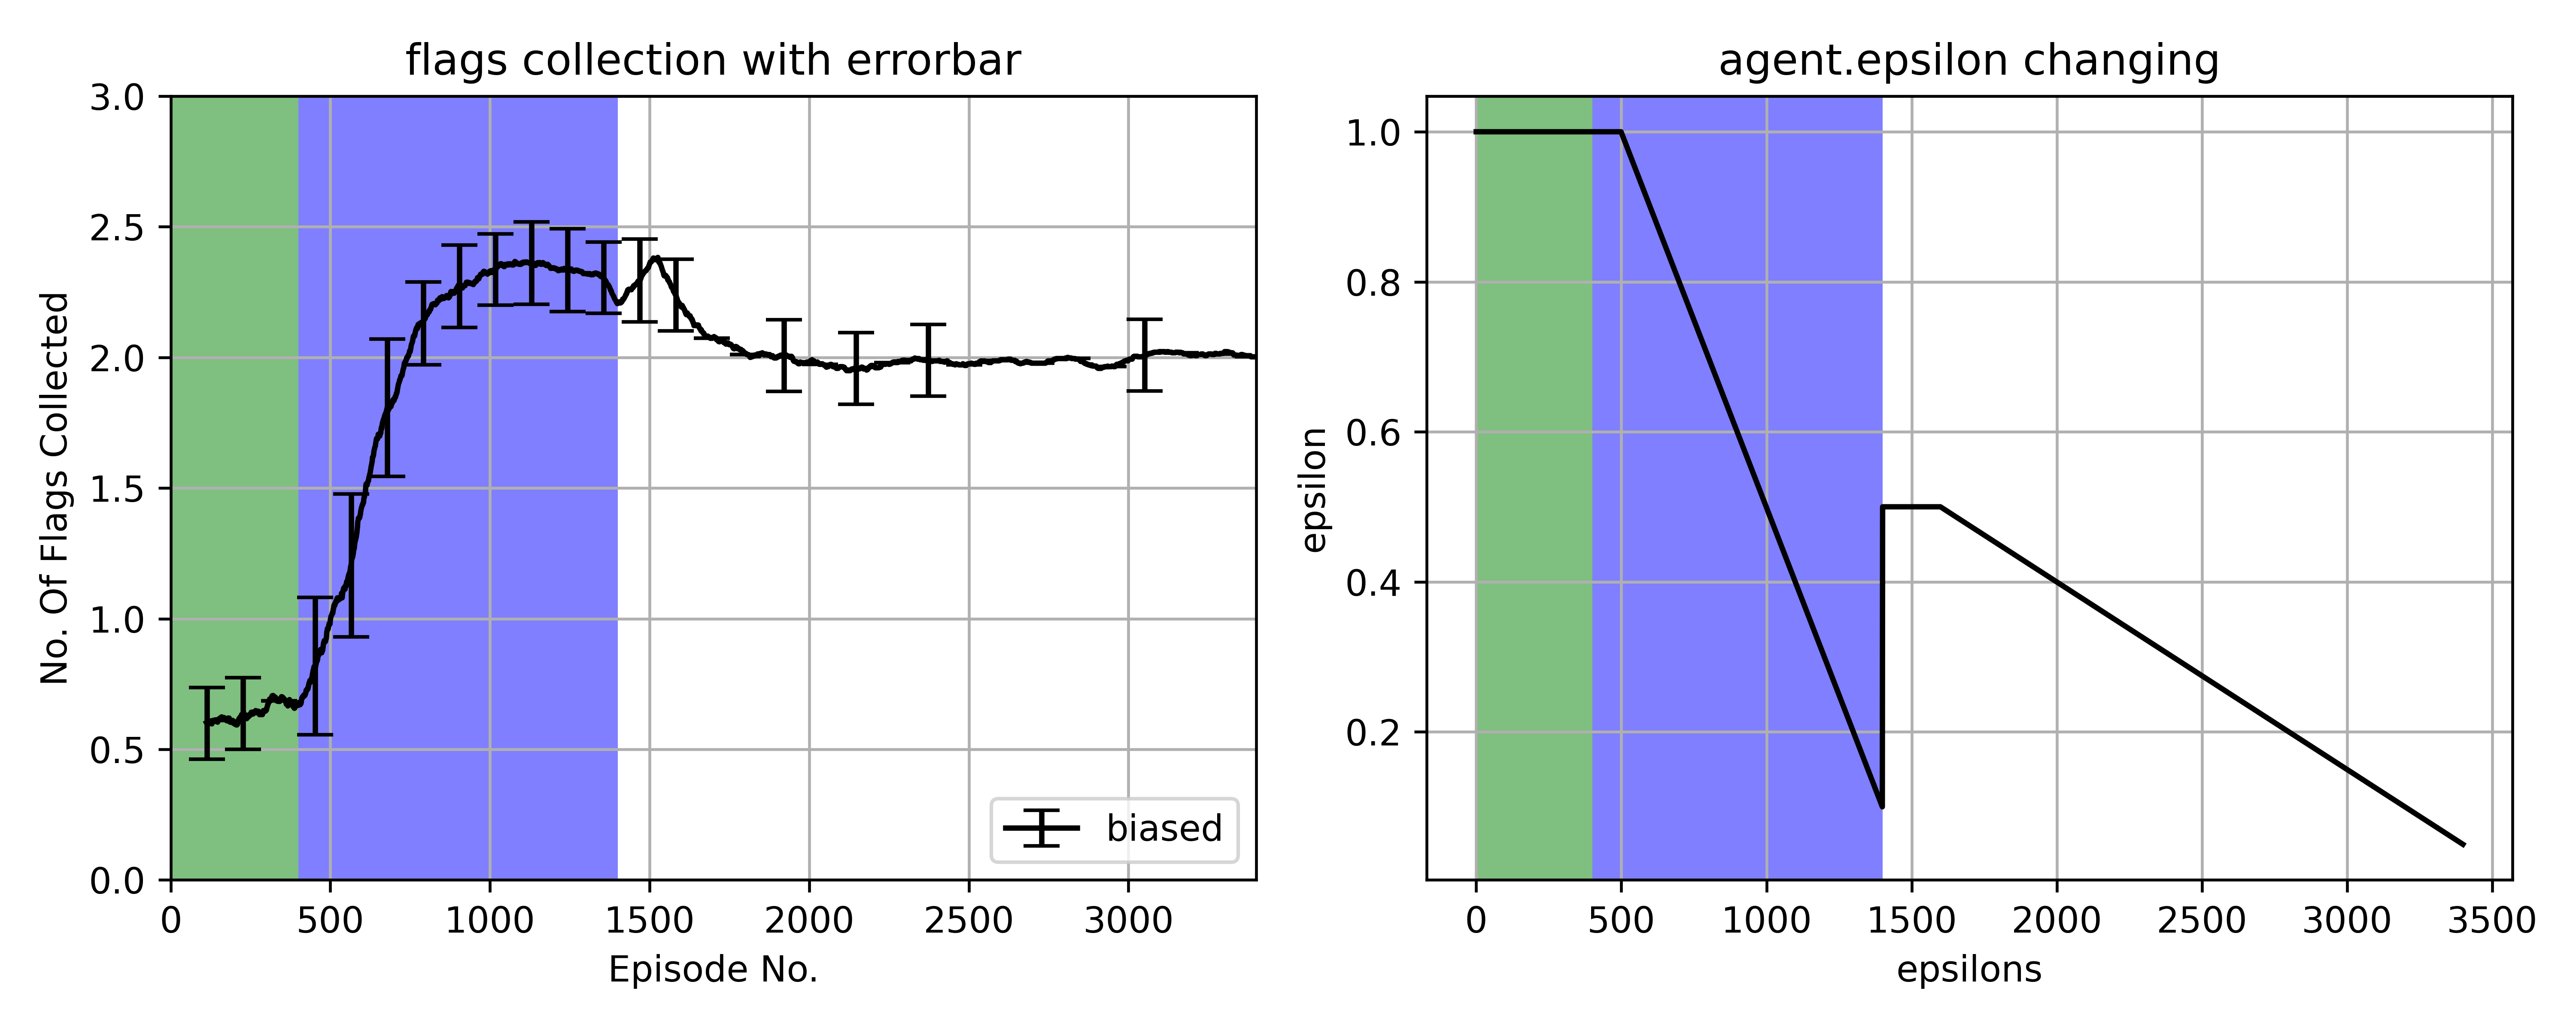 flags collection with errorbar
3.0
2.5
2.0
1.5
1.0
0.5
0.0
No. Of Flags Collected
0 500 1000 1500 2000 2500 3000
Episode No.
biased
agent.epsilon changing
1.0
0.8
0.6
0.4
0.2
epsilon
0 500 1000 1500 2000 2500 3000 3500
epsilons